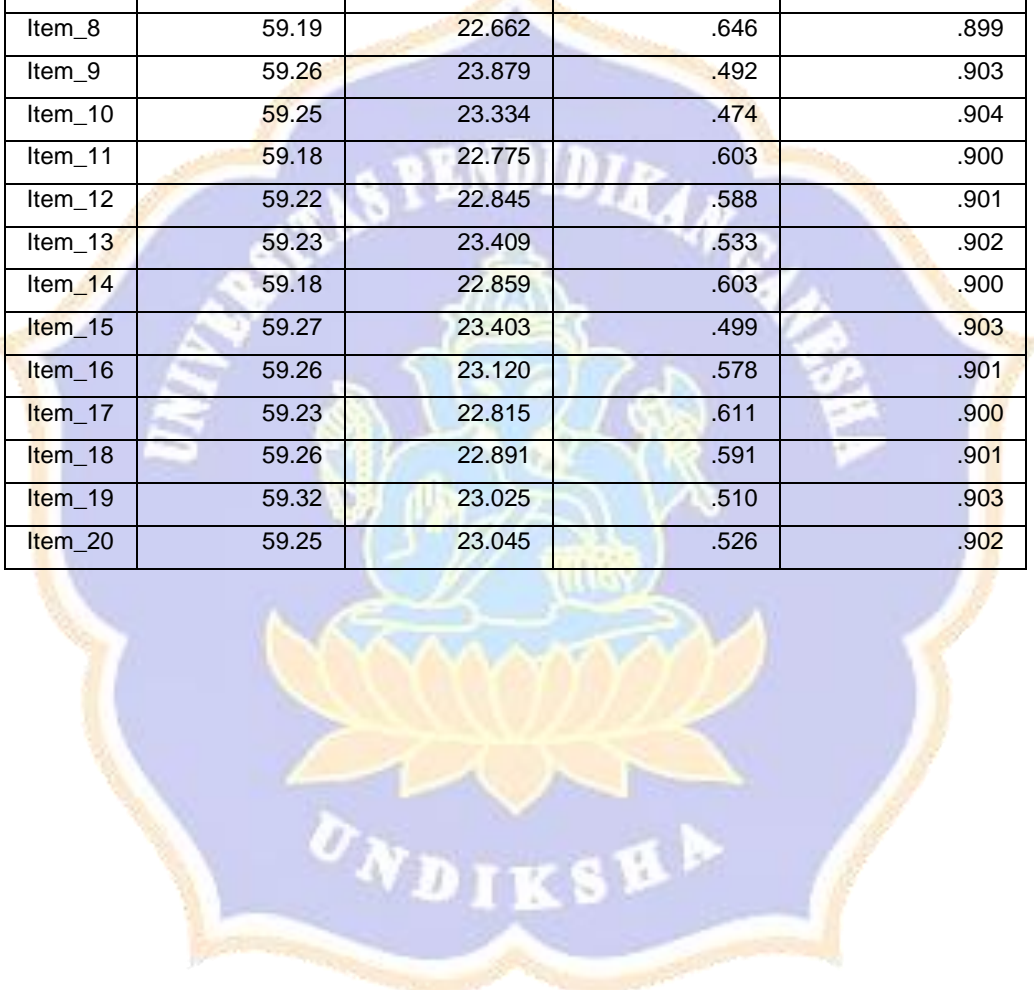 Item_8 59.19 22.662 .646 .899
Item_9 59.26 23.879 .492 .903
Item_10 59.25 23.334 .474 .904
Item_11 59.18 22.775 .603 .900
Item_12 59.22 22.845 .588 .901
Item_13 59.23 23.409 .533 .902
Item_14 59.18 22.859 .603 .900
Item_15 59.27 23.403 .499 .903
Item_16 59.26 23.120 .578 .901
Item_17 59.23 22.815 .611 .900
Item_18 59.26 22.891 .591 .901
Item_19 59.32 23.025 .510 .903
Item_20 59.25 23.045 .526 .902
UNIVERSITAS PENDIDIKAN GANESHA
UNDIKSHA